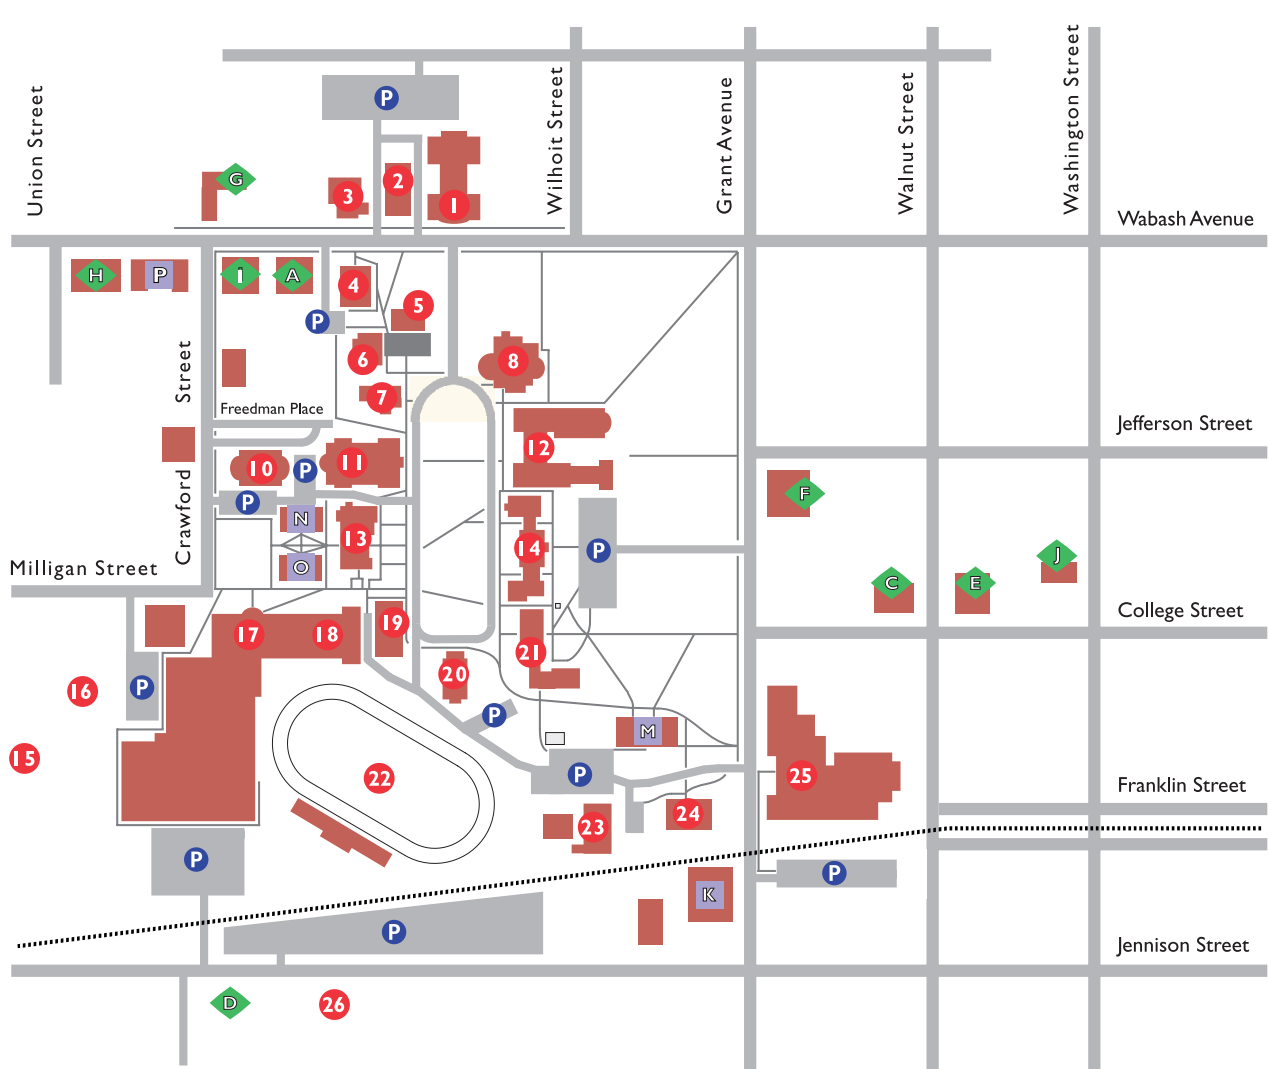 Union Street
Wilhoit Street
Grant Avenue
Walnut Street
Washington Street
P
G
3
2
1
Wabash Avenue
H
P
I
A
4
5
P
6
8
7
Crawford Street
Freedman Place
Jefferson Street
10
P
11
12
P
N
13
14
P
F
O
Milligan Street
C
E
J
College Street
17
18
19
21
20
16
P
P
M
15
22
P
25
Franklin Street
23
24
P
P
K
P
Jennison Street
D
26